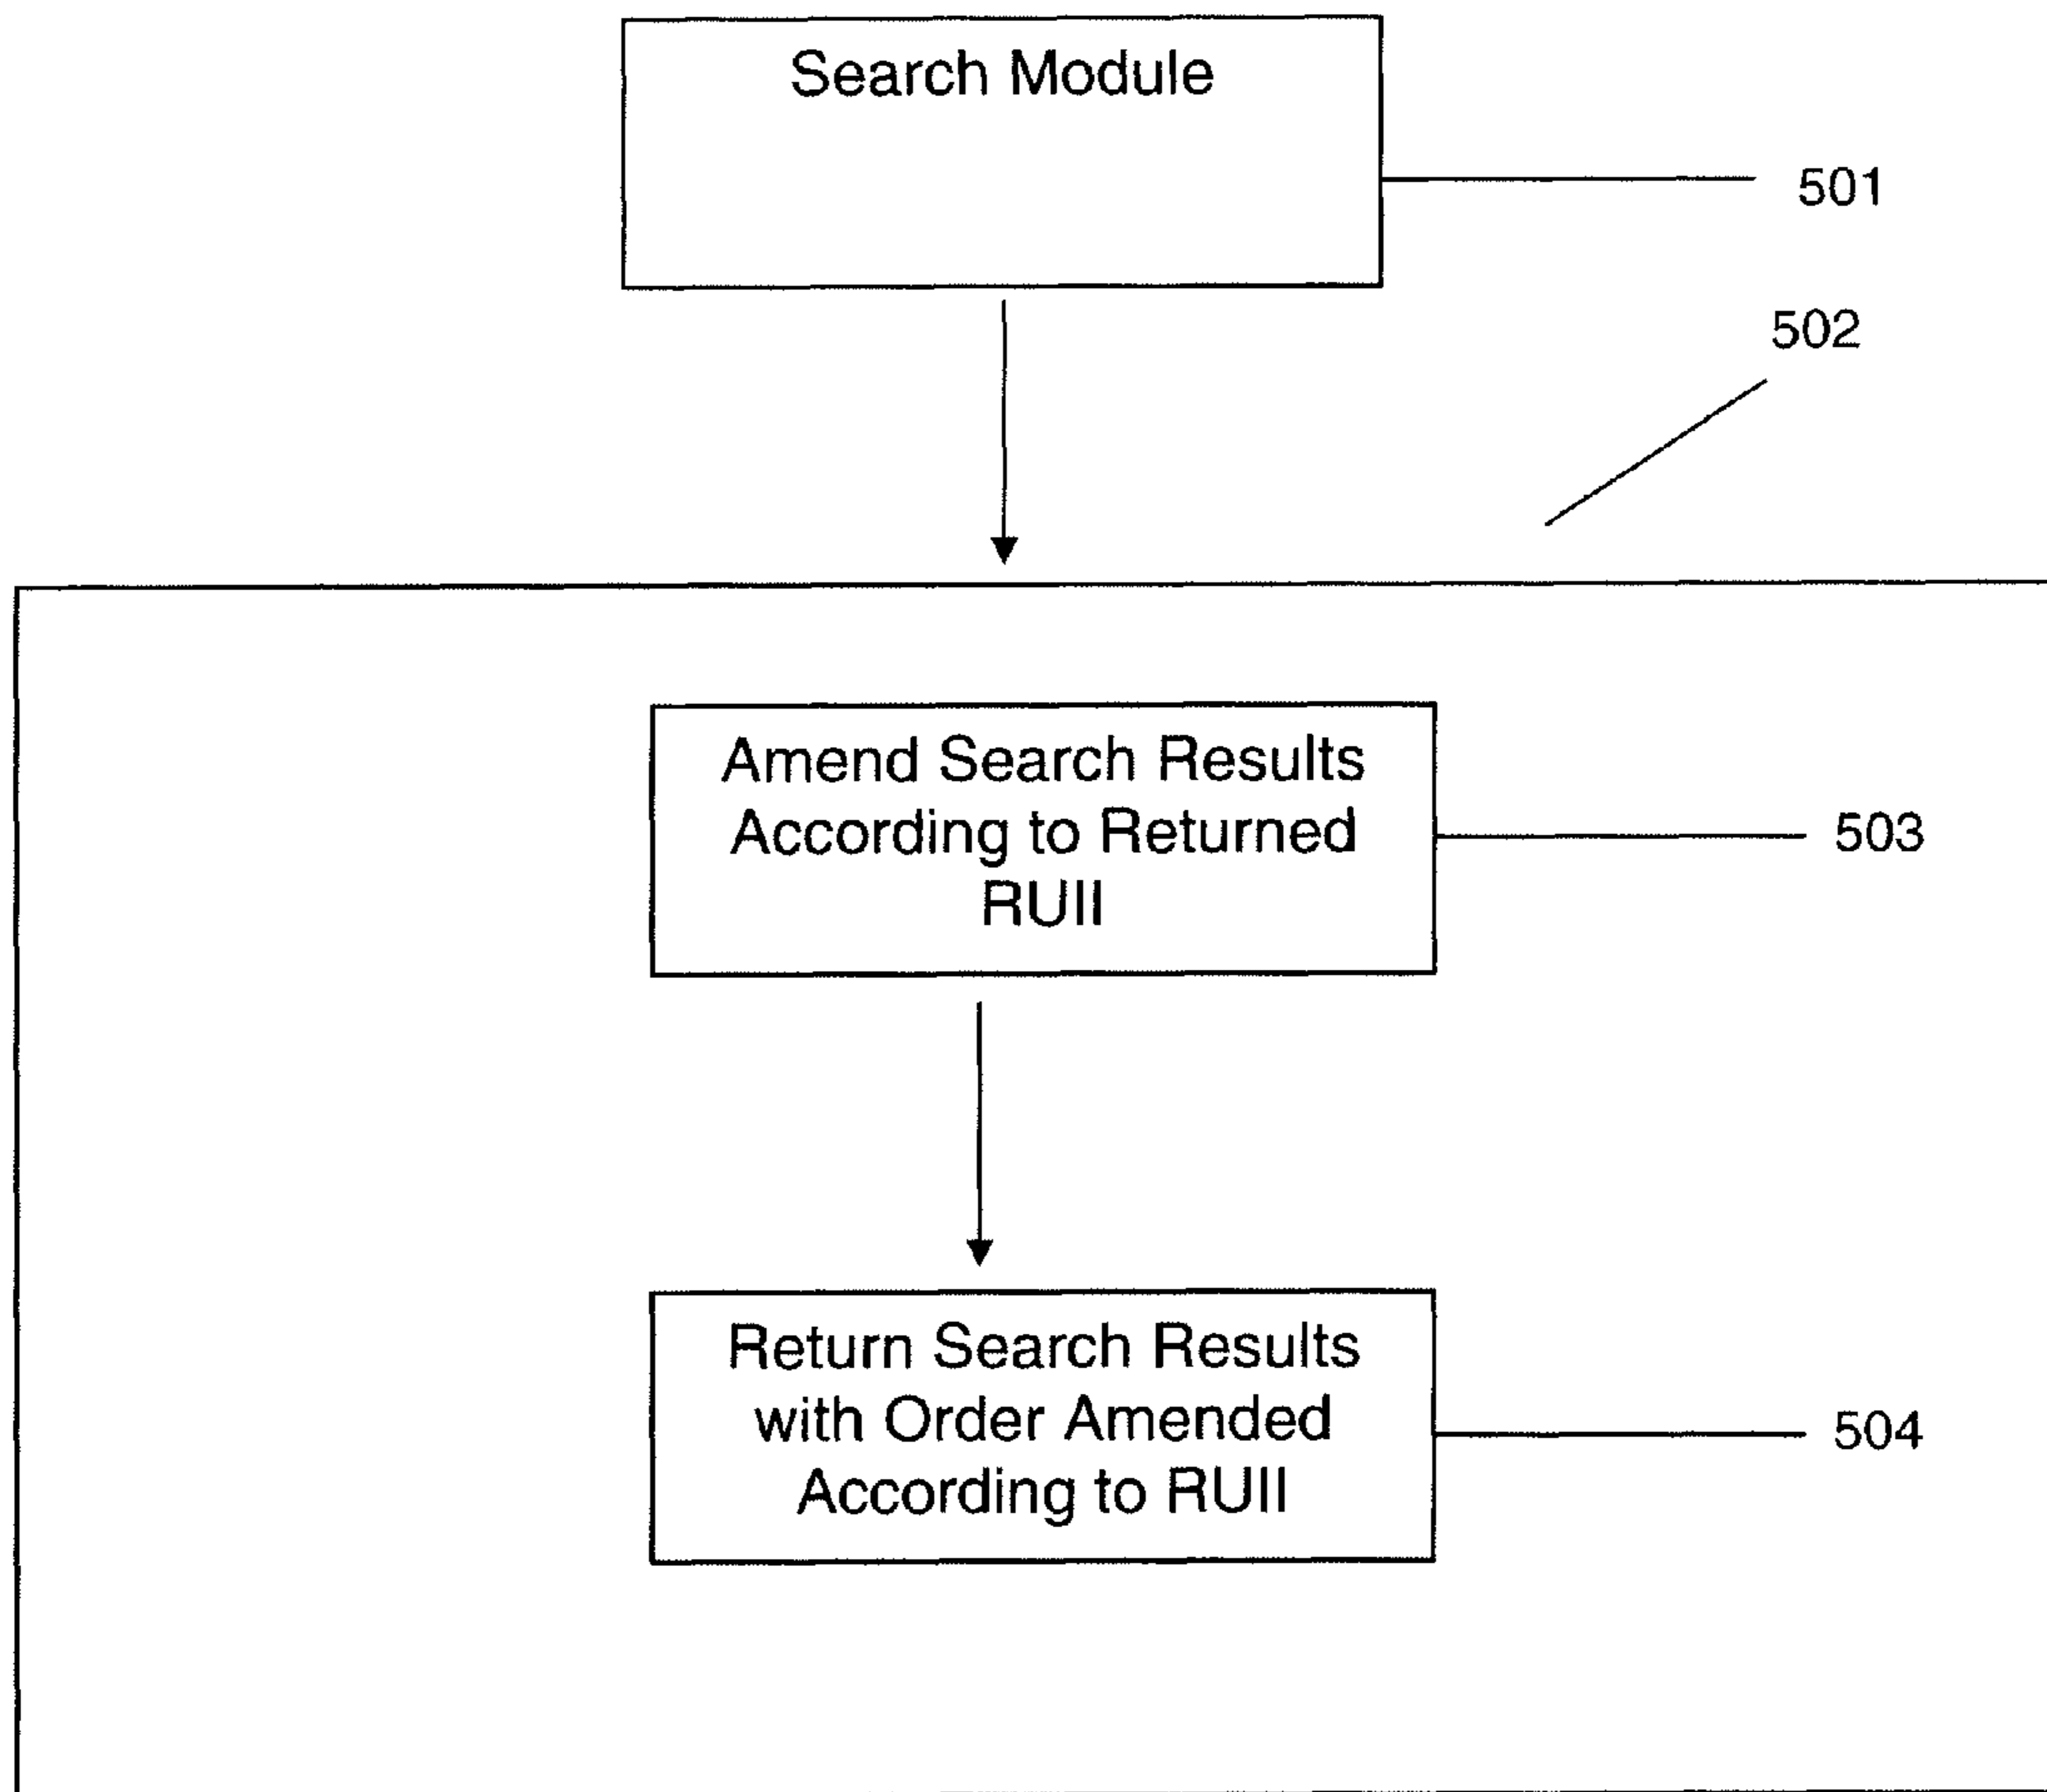 Search Module
501
502
Amend Search Results
According to Returned
RUII
503
Return Search Results
with Order Amended
According to RUII
504